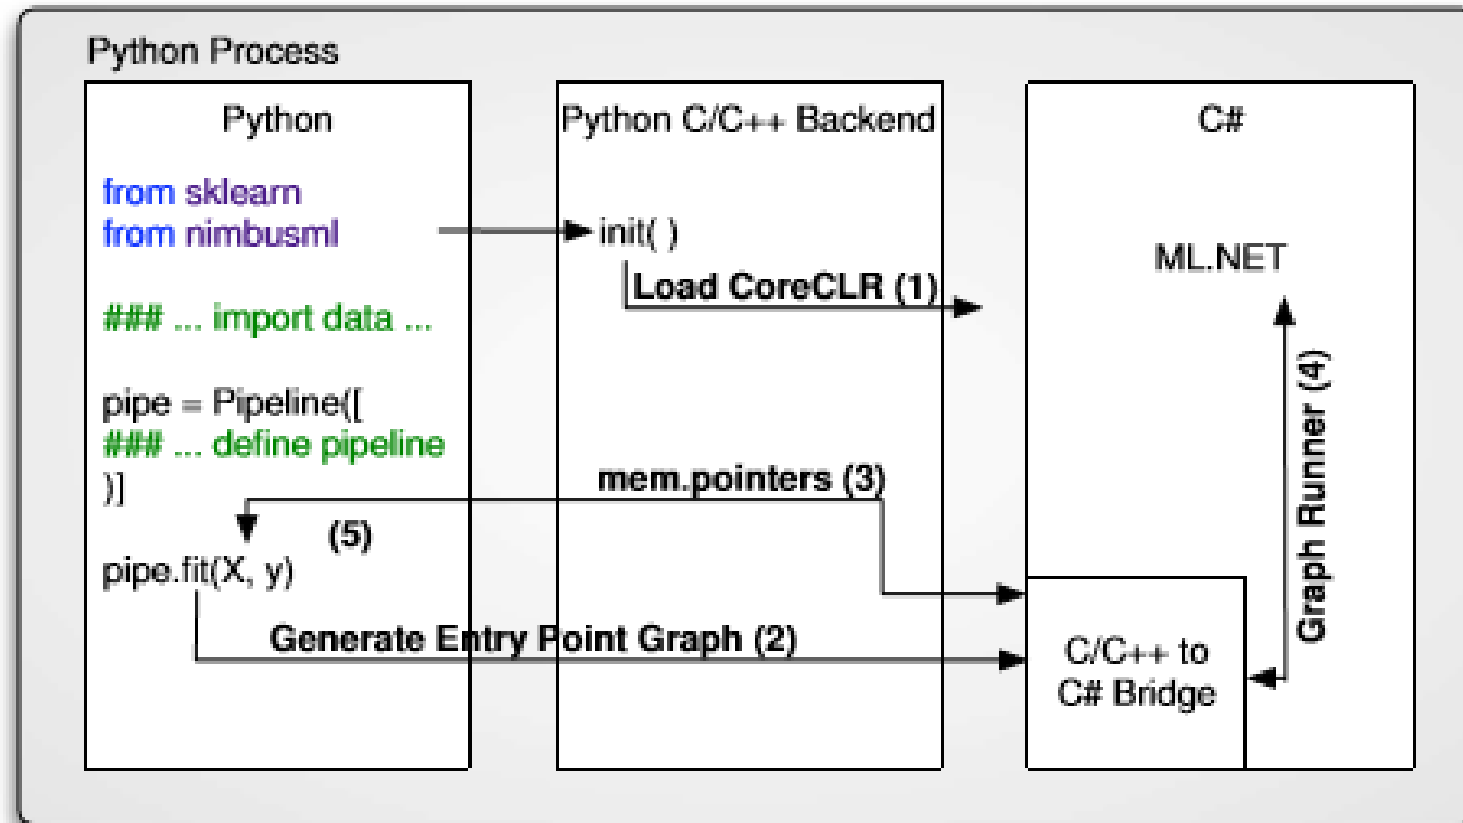 Python Process
Python
from sklearn
from nimbusml
### ... import data ...
pipe = Pipeline([
### ... define pipeline
)]
(5)
pipe.fit(X, y)
Python C/C++ Backend
init( )
Load CoreCLR (1)
mem.pointers (3)
Generate Entry Point Graph (2)
C#
ML.NET
Graph Runner (4)
C/C++ to
C# Bridge